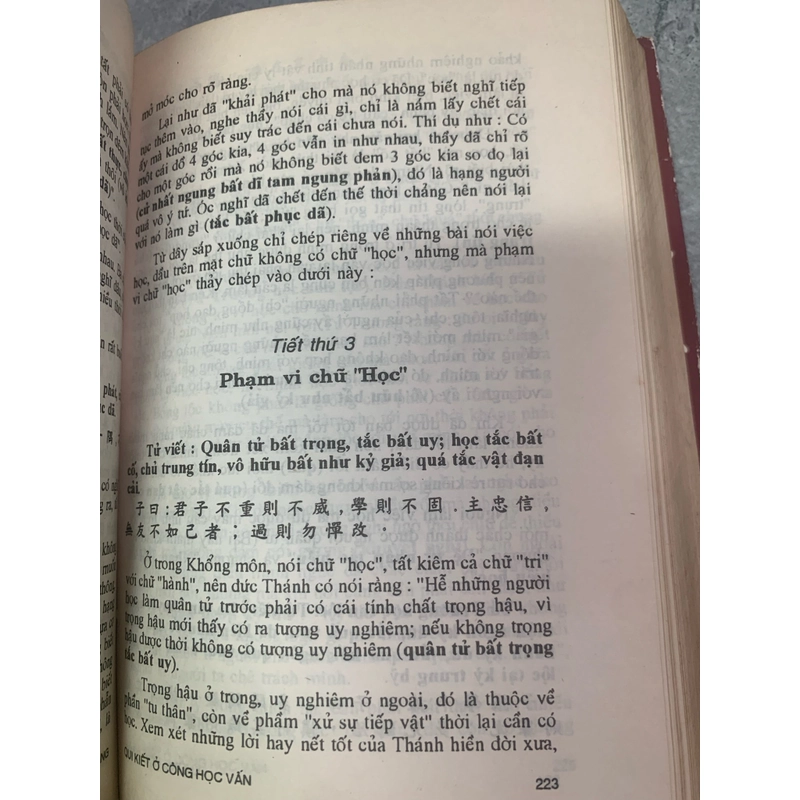 mở móc cho rõ ràng.
Lại như đã "khải phát" cho mà nó không biết nghĩ tiếp
tục thêm vào, nghe thầy nói cái gì, chỉ là nắm lấy chết cái
ấy mà không biết suy trác đến cái chưa nói. Thí dụ như : Có
một cái đồ 4 góc kia, 4 góc vẫn in như nhau, thầy đã chỉ rõ
cho một góc rồi mà nó không biết đem 3 góc kia so đọ lại
(cử nhất ngung bất dĩ tam ngung phản), đó là hạng người
quá vô ý tứ. Óc nghĩ đã chết đến thế thời chẳng nên nói lại
với nó làm gì (tắc bất phục dã).
Từ đây sắp xuống chỉ chép riêng về những bài nói việc
học, dẫu trên mặt chữ không có chữ "học", nhưng mà phạm
vi chữ "học" thảy chép vào dưới này :
Tiết thứ 3
Phạm vi chữ "Học"
Tử viết : Quân tử bất trọng, tắc bất uy; học tắc bất
cố, chủ trung tín, vô hữu bất như kỷ giả; quá tắc vật đạn
cải.
子曰:君子不重則不威,學則不固.主忠信,
無友不如己者；過則勿憚改.
Ở trong Khổng môn, nói chữ "học", tất kiêm cả chữ "tri"
với chữ "hành", nên đức Thánh có nói rằng : "Hễ những người
học làm quân tử trước phải có cái tính chất trọng hậu, vì
trọng hậu mới thấy có ra tượng uy nghiêm; nếu không trọng
hậu được thời không có tượng uy nghiêm (quân tử bất trọng
tắc bất uy).
Trọng hậu ở trong, uy nghiêm ở ngoài, đó là thuộc về
phần "tu thân", còn về phẩm "xử sự tiếp vật" thời lại cần có
học. Xem xét những lời hay nết tốt của Thánh hiền đời xưa,
QUI KIẾT Ở CÔNG HỌC VẤN
223